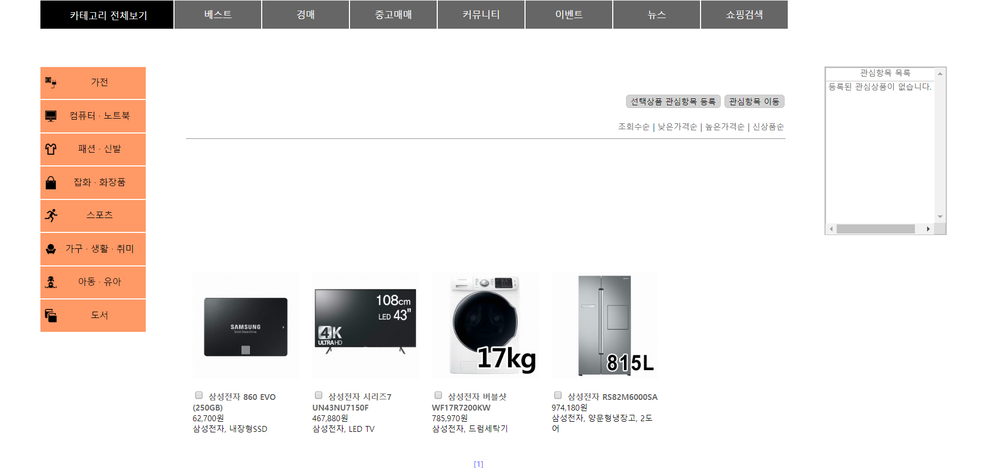 카테고리 전체보기 베스트 경매 중고매매 커뮤니티 이벤트 뉴스 쇼핑검색
가전
컴퓨터 · 노트북
패션 · 신발
잡화 · 화장품
스포츠
가구 · 생활 · 취미
아동 · 유아
도서
선택상품 관심항목 등록 관심항목 이동
조회수순 | 낮은가격순 | 높은가격순 | 신상품순
관심항목 목록
등록된 관심상품이 없습니다.
SAMSUNG
Solid State Drive
삼성전자 860 EVO
(250GB)
62,700원
삼성전자, 내장형SSD
108cm
LED 43"
4K
ULTRA HD
삼성전자 시리즈7
UN43NU7150F
467,880원
삼성전자, LED TV
17kg
삼성전자 버블샷
WF17R7200KW
785,970원
삼성전자, 드럼세탁기
815L
삼성전자 RS82M6000SA
974,180원
삼성전자, 양문형냉장고, 2도
어
[1]